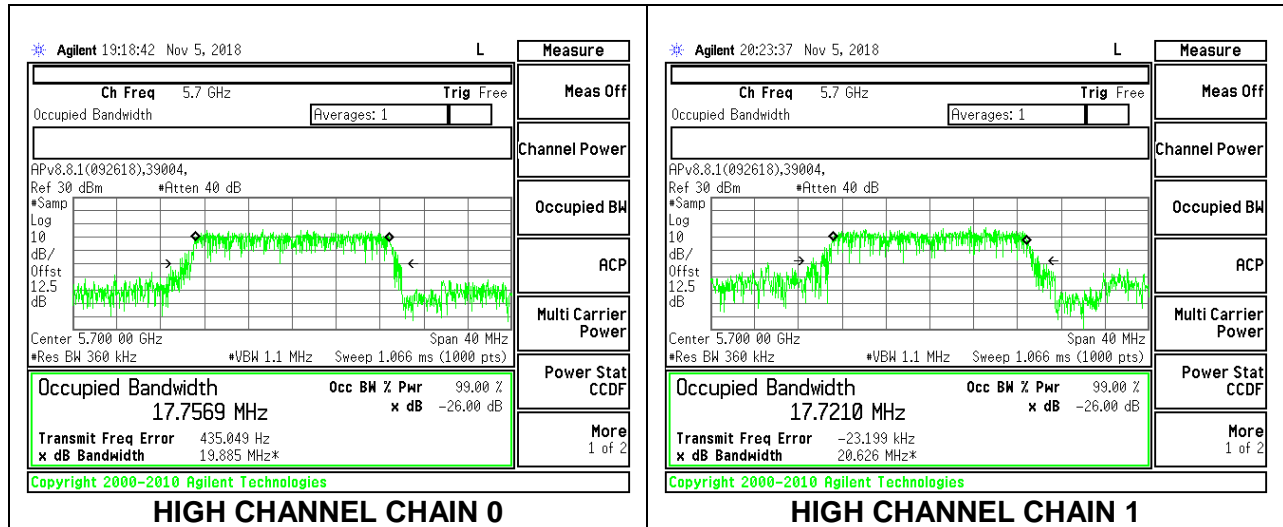 Agilent 19:18:42 Nov 5, 2018 L
Measure
Ch Freq 5.7 GHz Trig Free
Occupied Bandwidth Averages: 1
APv8.8.1(092618),39004,
Ref 30 dBm #Atten 40 dB
#Samp
Log
10
dB/
Offst
12.5
dB
Center 5.700 00 GHz Span 40 MHz
#Res BW 360 kHz #VBW 1.1 MHz Sweep 1.066 ms (1000 pts)
Occupied Bandwidth Occ BW % Pwr 99.00 %
17.7569 MHz x dB -26.00 dB
Transmit Freq Error 435.049 Hz
x dB Bandwidth 19.885 MHz*
Copyright 2000-2010 Agilent Technologies
Meas Off
Channel Power
Occupied BW
ACP
Multi Carrier
Power
Power Stat
CCDF
More
1 of 2
HIGH CHANNEL CHAIN 0
Agilent 20:23:37 Nov 5, 2018 L
Measure
Ch Freq 5.7 GHz Trig Free
Occupied Bandwidth Averages: 1
APv8.8.1(092618),39004,
Ref 30 dBm #Atten 40 dB
#Samp
Log
10
dB/
Offst
12.5
dB
Center 5.700 00 GHz Span 40 MHz
#Res BW 360 kHz #VBW 1.1 MHz Sweep 1.066 ms (1000 pts)
Occupied Bandwidth Occ BW % Pwr 99.00 %
17.7210 MHz x dB -26.00 dB
Transmit Freq Error -23.199 kHz
x dB Bandwidth 20.626 MHz*
Copyright 2000-2010 Agilent Technologies
Meas Off
Channel Power
Occupied BW
ACP
Multi Carrier
Power
Power Stat
CCDF
More
1 of 2
HIGH CHANNEL CHAIN 1